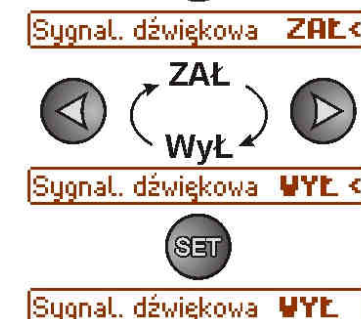 Sygnal. dźwiękowa ZAŁ <
ZAŁ
WyŁ
Sygnal. dźwiękowa WYŁ <
SET
Sygnal. dźwiękowa WYŁ